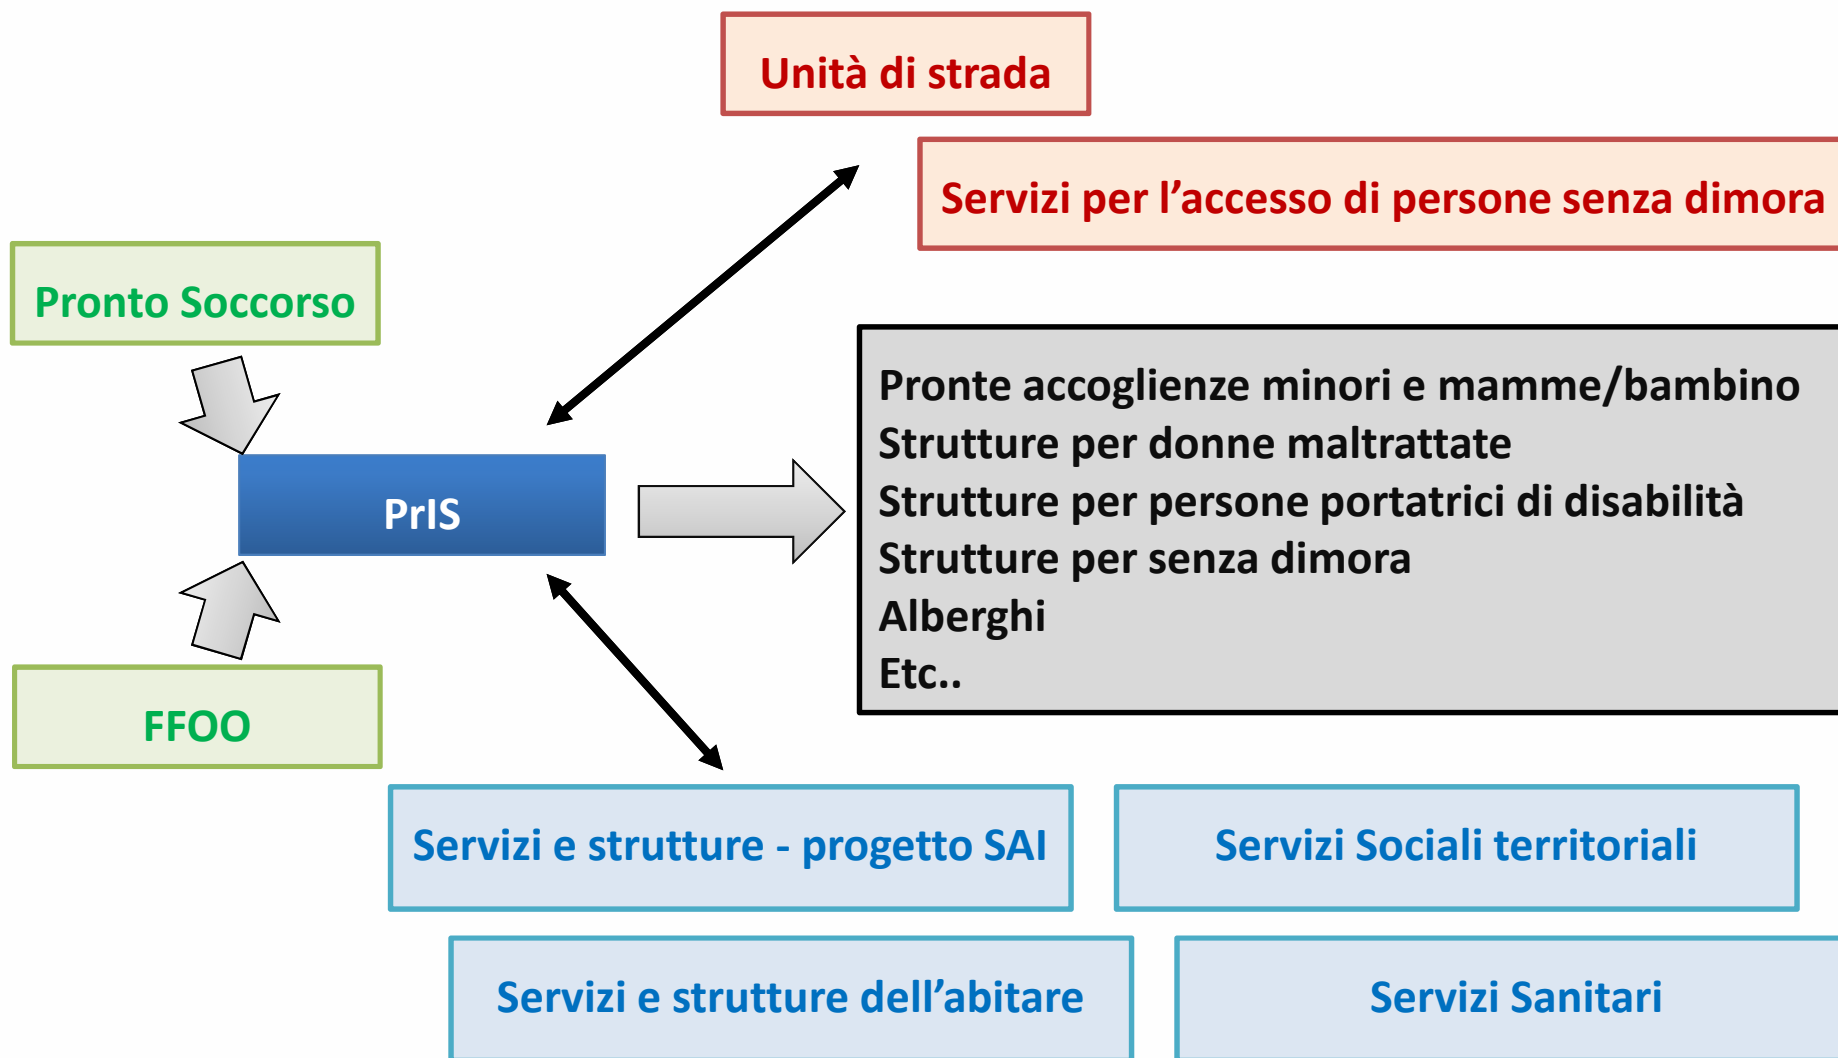 Unità di strada
Servizi per l’accesso di persone senza dimora
Pronto Soccorso
Pronte accoglienze minori e mamme/bambino
Strutture per donne maltrattate
Strutture per persone portatrici di disabilità
Strutture per senza dimora
Alberghi
Etc..
PrIS
FFOO
Servizi e strutture - progetto SAI
Servizi Sociali territoriali
Servizi e strutture dell’abitare
Servizi Sanitari